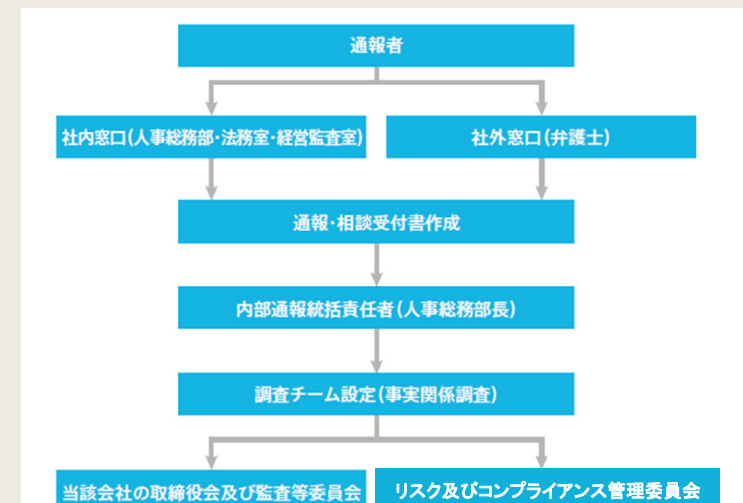 通報者
社内窓口(人事総務部・法務室・経営監査室)
社外窓口(弁護士)
通報・相談受付書作成
内部通報統括責任者(人事総務部長)
調査チーム設定(事実関係調査)
当該会社の取締役会及び監査等委員会
リスク及びコンプライアンス管理委員会